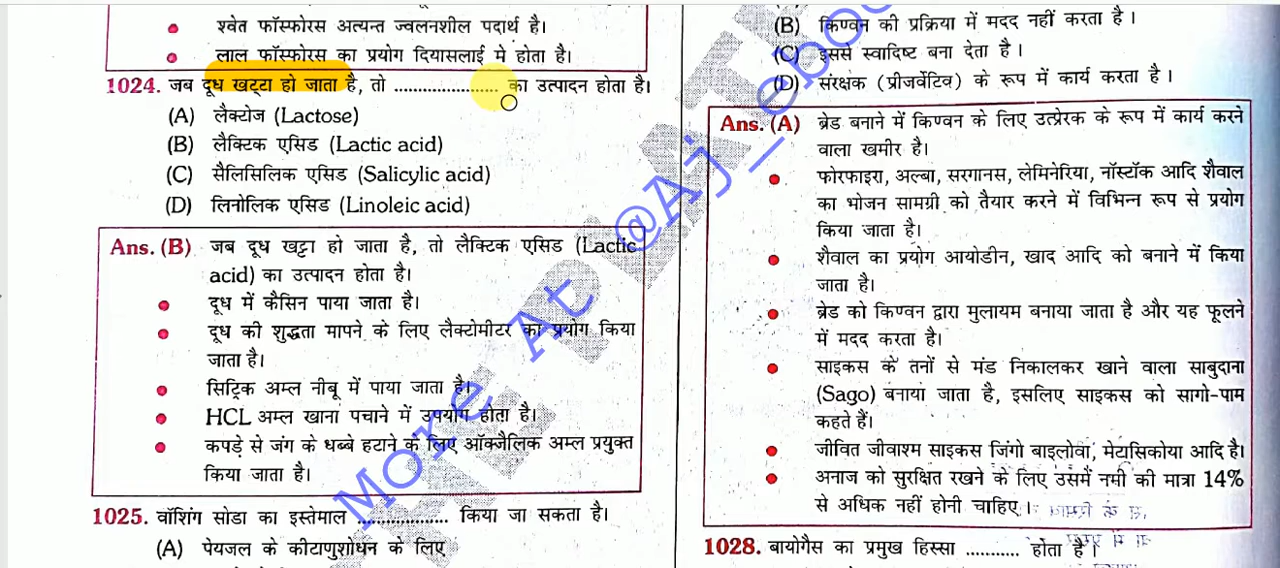 श्वेत फॉस्फोरस अत्यन्त ज्वलनशील पदार्थ है।
लाल फॉस्फोरस का प्रयोग दियासलाई मे होता है।
1024. जब दूध खट्टा हो जाता है, तो ...................... का उत्पादन होता है।
(A) लैक्टोज (Lactose)
(B) लैक्टिक एसिड (Lactic acid)
(C) सैलिसिलिक एसिड (Salicylic acid)
(D) लिनोलिक एसिड (Linoleic acid)
Ans. (B) जब दूध खट्टा हो जाता है, तो लैक्टिक एसिड (Lactic
acid) का उत्पादन होता है।
दूध में कैसिन पाया जाता है।
दूध की शुद्धता मापने के लिए लैक्टोमीटर का प्रयोग किया
जाता है।
सिट्रिक अम्ल नीबू में पाया जाता है।
HCL अम्ल खाना पचाने में उपयोग होता है।
कपड़े से जंग के धब्बे हटाने के लिए ऑक्जैलिक अम्ल प्रयुक्त
किया जाता है।
1025. वॉशिंग सोडा का इस्तेमाल ................... किया जा सकता है।
(A) पेयजल के कीटाणुशोधन के लिए
(B) किण्वन की प्रक्रिया में मदद नहीं करता है।
(C) इससे स्वादिष्ट बना देता है।
(D) संरक्षक (प्रीजर्वेटिव) के रूप में कार्य करता है।
Ans. (A) ब्रेड बनाने में किण्वन के लिए उत्प्रेरक के रूप में कार्य करने
वाला खमीर है।
फोरफाइरा, अल्बा, सरगानस, लेमिनेरिया, नॉस्टॉक आदि शैवाल
का भोजन सामग्री को तैयार करने में विभिन्न रूप से प्रयोग
किया जाता है।
शैवाल का प्रयोग आयोडीन, खाद आदि को बनाने में किया
जाता है।
ब्रेड को किण्वन द्वारा मुलायम बनाया जाता है और यह फूलने
में मदद करता है।
साइकस के तनों से मंड निकालकर खाने वाला साबुदाना
(Sago) बनाया जाता है, इसलिए साइकस को सागो-पाम
कहते हैं।
जीवित जीवाश्म साइकस जिंगो बाइलोवा, मेटासिकोया आदि है।
अनाज को सुरक्षित रखने के लिए उसमें नमी की मात्रा 14%
से अधिक नहीं होनी चाहिए।
1028. बायोगैस का प्रमुख हिस्सा ........... होता है।
More At @Aj_ebo